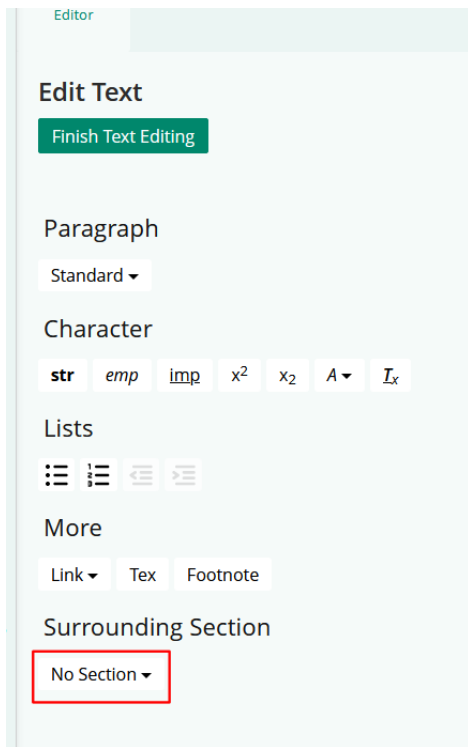 Editor
Edit Text
Finish Text Editing
Paragraph
Standard
Character
str emp imp x² x₂ A Tx
Lists
More
Link Tex Footnote
Surrounding Section
No Section